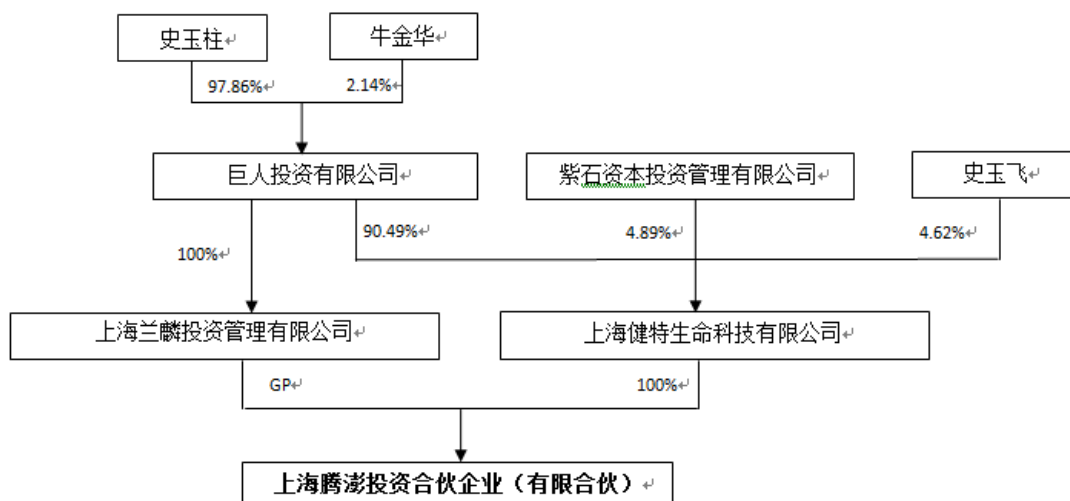 史玉柱
牛金华
97.86%
2.14%
巨人投资有限公司
紫石资本投资管理有限公司
史玉飞
100%
90.49%
4.89%
4.62%
上海兰麟投资管理有限公司
上海健特生命科技有限公司
GP
100%
上海腾澎投资合伙企业（有限合伙）